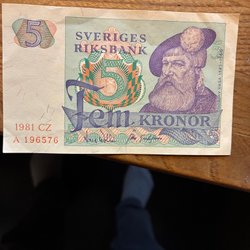 5
SVERIGES
RIKSBANK
5
Fem KRONOR
1981 CZ
A 196576